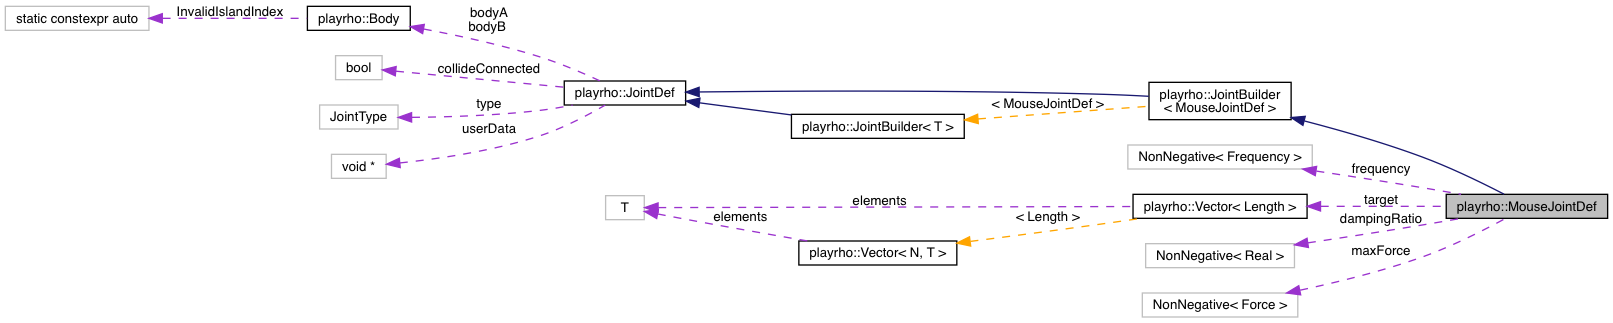 static constexpr auto
InvalidIslandIndex
playrho::Body
bodyA
bodyB
bool
collideConnected
JointType
type
userData
void *
playrho::JointDef
playrho::JointBuilder< T >
< MouseJointDef >
playrho::JointBuilder
< MouseJointDef >
NonNegative< Frequency >
frequency
T
elements
elements
playrho::Vector< Length >
< Length >
playrho::Vector< N, T >
target
playrho::MouseJointDef
dampingRatio
NonNegative< Real >
maxForce
NonNegative< Force >